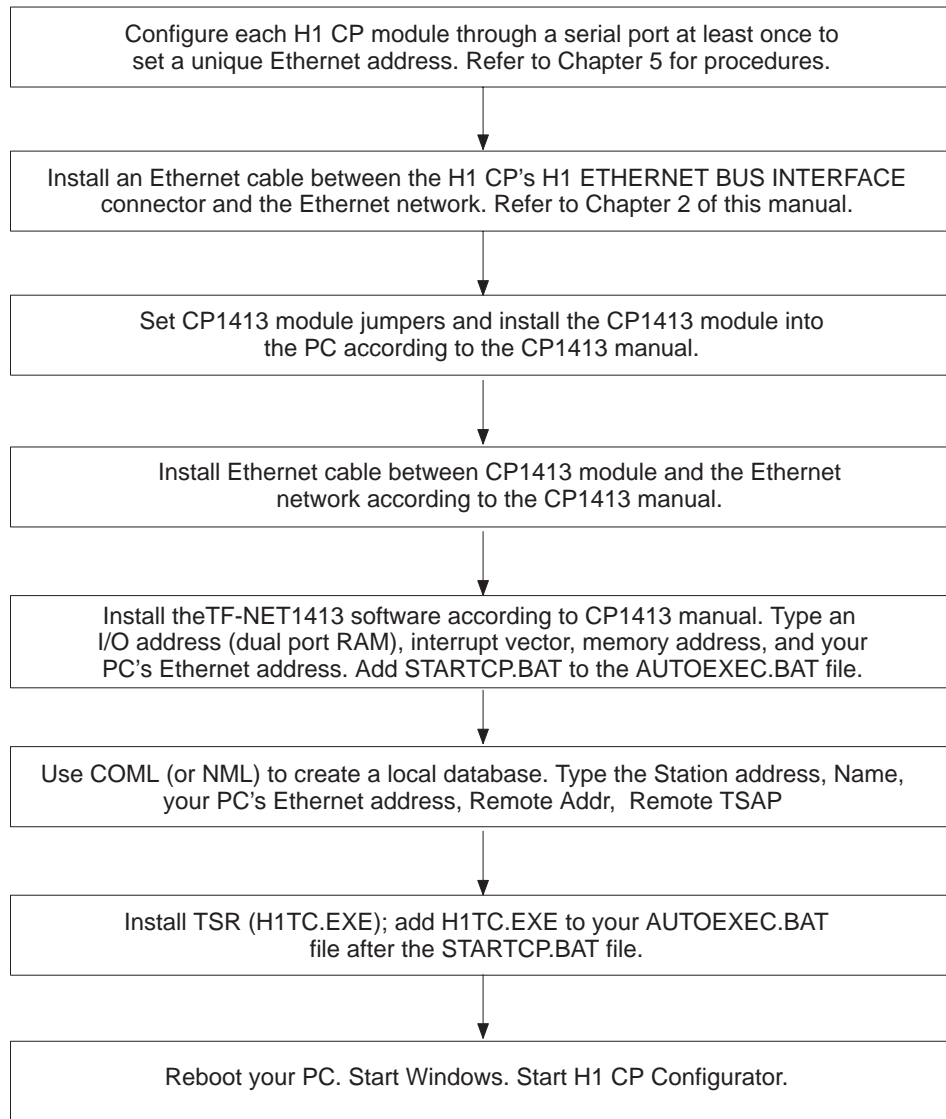 Configure each H1 CP module through a serial port at least once to
set a unique Ethernet address. Refer to Chapter 5 for procedures.
Install an Ethernet cable between the H1 CP's H1 ETHERNET BUS INTERFACE
connector and the Ethernet network. Refer to Chapter 2 of this manual.
Set CP1413 module jumpers and install the CP1413 module into
the PC according to the CP1413 manual.
Install Ethernet cable between CP1413 module and the Ethernet
network according to the CP1413 manual.
Install theTF-NET1413 software according to CP1413 manual. Type an
I/O address (dual port RAM), interrupt vector, memory address, and your
PC's Ethernet address. Add STARTCP.BAT to the AUTOEXEC.BAT file.
Use COML (or NML) to create a local database. Type the Station address, Name,
your PC's Ethernet address, Remote Addr, Remote TSAP
Install TSR (H1TC.EXE); add H1TC.EXE to your AUTOEXEC.BAT
file after the STARTCP.BAT file.
Reboot your PC. Start Windows. Start H1 CP Configurator.